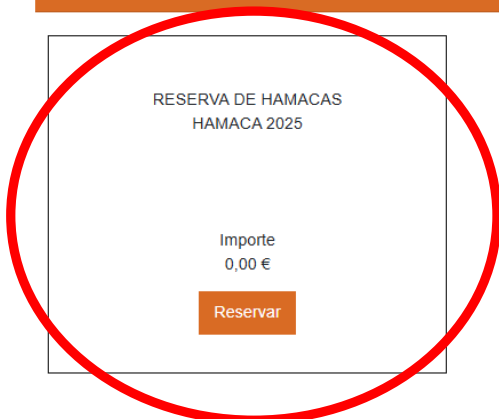 RESERVA DE HAMACAS
HAMACA 2025
Importe
0,00 €
Reservar